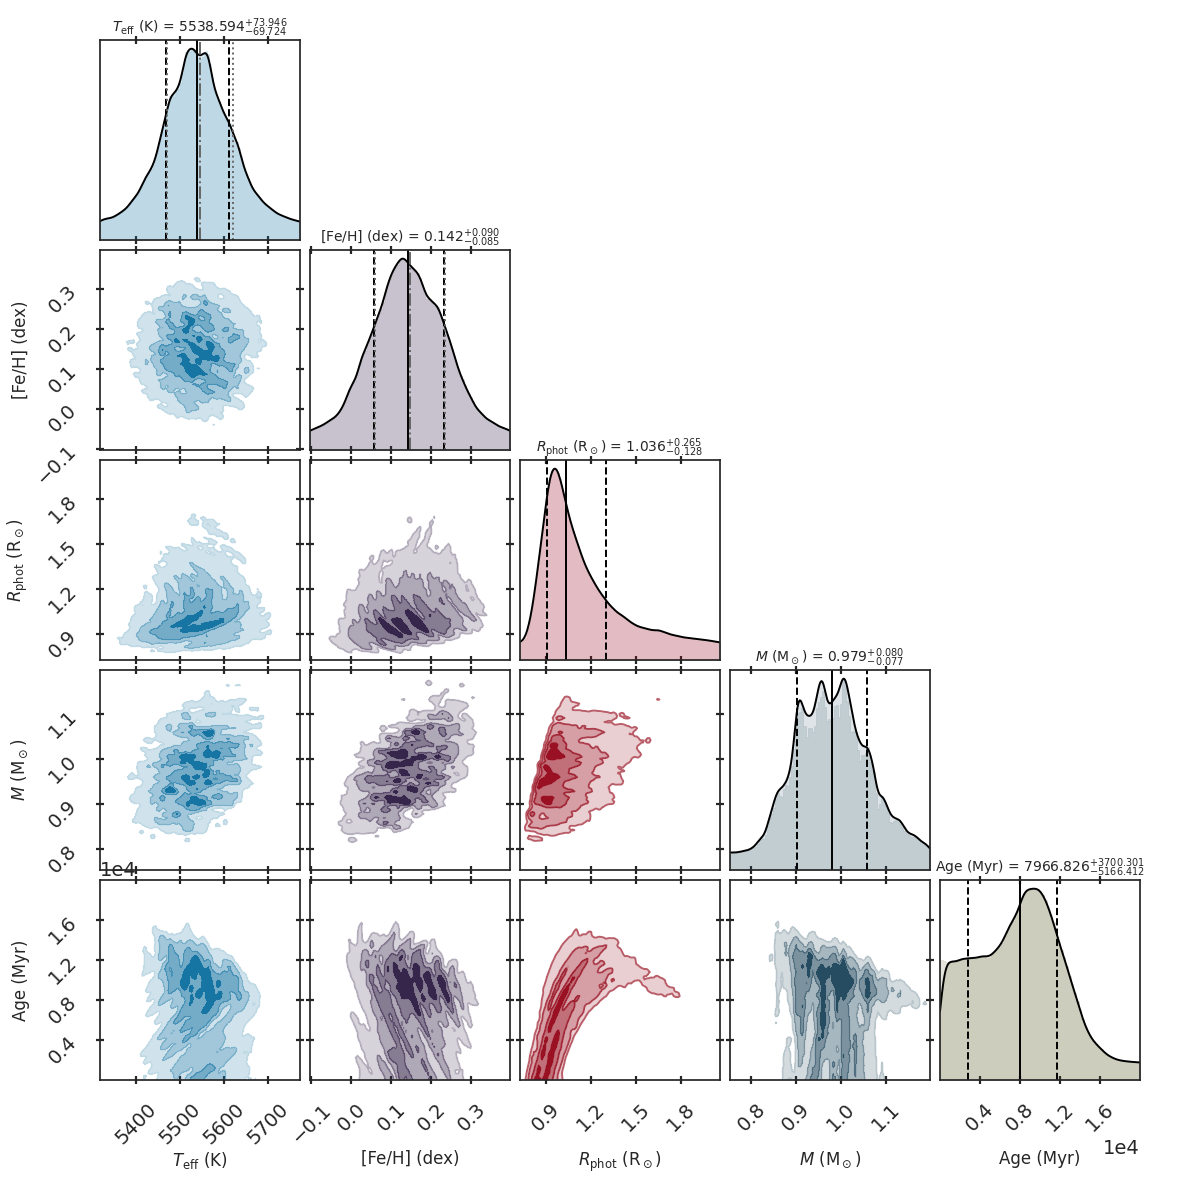 T_eff (K) = 5538.594 +73.946 −69.724
[Fe/H] (dex) = 0.142 +0.090 −0.085
[Fe/H] (dex)
0.3
0.2
0.1
0.0
−0.1
R_phot (R⊙) = 1.036 +0.265 −0.128
R_phot (R⊙)
1.8
1.5
1.2
0.9
M (M⊙) = 0.979 +0.080 −0.077
M (M⊙)
1.1
1.0
0.9
0.8
1e4
Age (Myr) = 7966.826 +3700.301 −5166.412
Age (Myr)
1.6
1.2
0.8
0.4
5400 5500 5600 5700 −0.1 0.0 0.1 0.2 0.3 0.9 1.2 1.5 1.8 0.8 0.9 1.0 1.1 0.4 0.8 1.2 1.6
1e4
T_eff (K) [Fe/H] (dex) R_phot (R⊙) M (M⊙) Age (Myr)